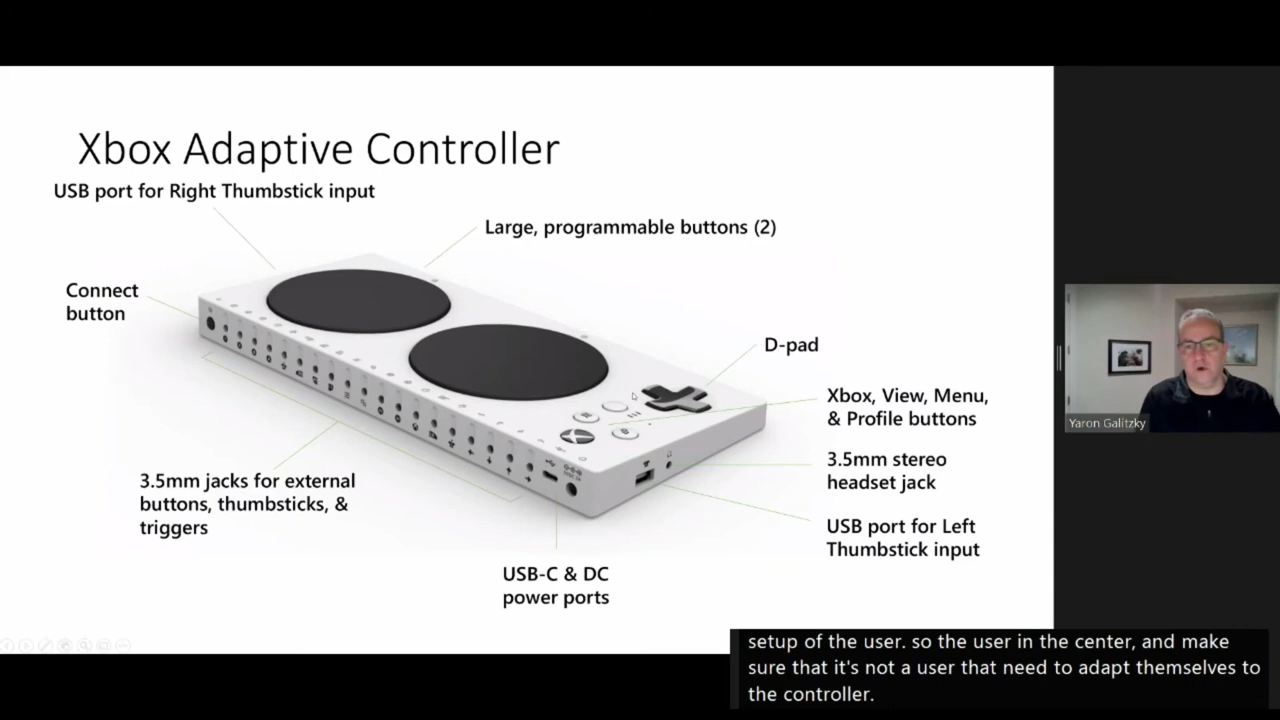 Xbox Adaptive Controller
USB port for Right Thumbstick input
Large, programmable buttons (2)
Connect
button
D-pad
Xbox, View, Menu,
& Profile buttons
3.5mm stereo
headset jack
3.5mm jacks for external
buttons, thumbsticks, &
triggers
USB port for Left
Thumbstick input
USB-C & DC
power ports
Yaron Galitzky
setup of the user. so the user in the center, and make
sure that it's not a user that need to adapt themselves to
the controller.